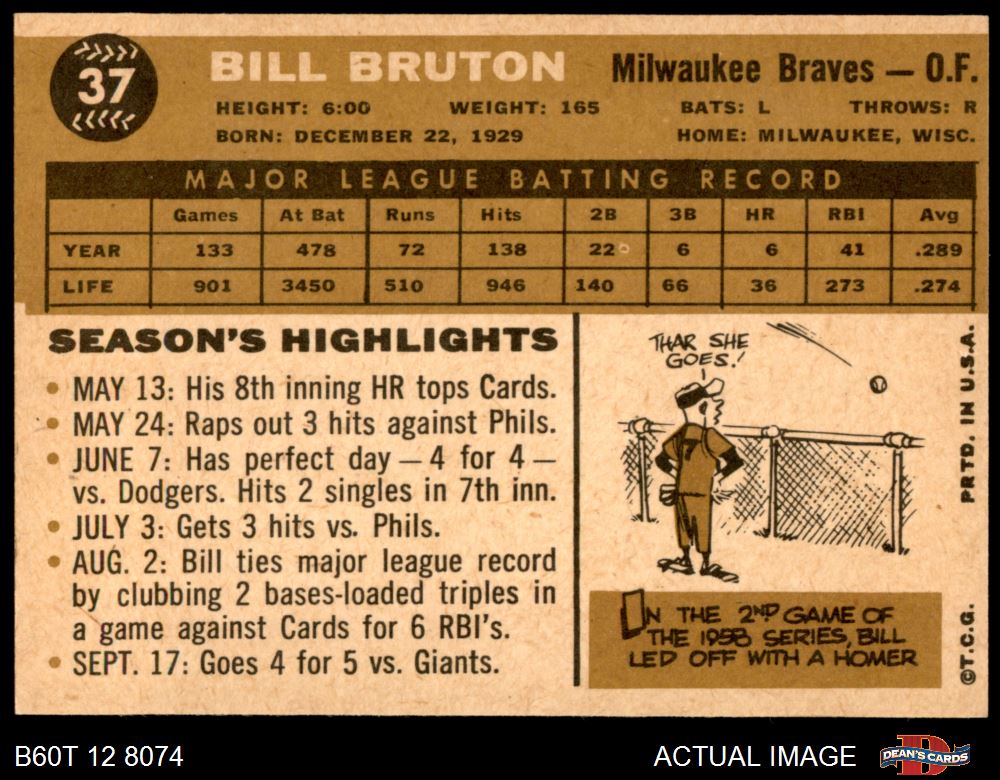 37
BILL BRUTON Milwaukee Braves — O.F.
HEIGHT: 6:00 WEIGHT: 165 BATS: L THROWS: R
BORN: DECEMBER 22, 1929 HOME: MILWAUKEE, WISC.
MAJOR LEAGUE BATTING RECORD
Games At Bat Runs Hits 2B 3B HR RBI Avg
YEAR 133 478 72 138 22 6 6 41 .289
LIFE 901 3450 510 946 140 66 36 273 .274
SEASON'S HIGHLIGHTS
• MAY 13: His 8th inning HR tops Cards.
• MAY 24: Raps out 3 hits against Phils.
• JUNE 7: Has perfect day — 4 for 4 —
vs. Dodgers. Hits 2 singles in 7th inn.
• JULY 3: Gets 3 hits vs. Phils.
• AUG. 2: Bill ties major league record
by clubbing 2 bases-loaded triples in
a game against Cards for 6 RBI's.
• SEPT. 17: Goes 4 for 5 vs. Giants.
THAR SHE
GOES!
7
IN THE 2ND GAME OF
THE 1958 SERIES, BILL
LED OFF WITH A HOMER
PRTD. IN U.S.A.
©T.C.G.
B60T 12 8074
ACTUAL IMAGE
DEAN'S CARDS